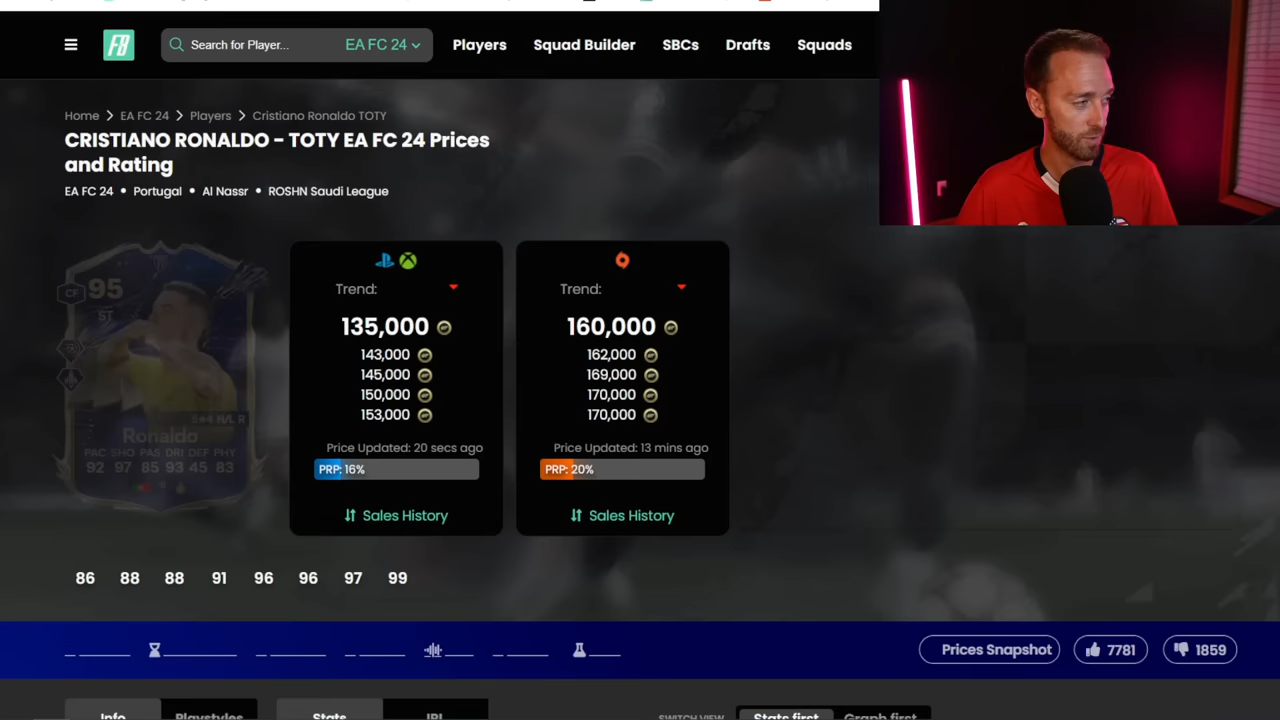 Search for Player...
EA FC 24
Players
Squad Builder
SBCs
Drafts
Squads
Home
EA FC 24
Players
Cristiano Ronaldo TOTY
CRISTIANO RONALDO - TOTY EA FC 24 Prices
and Rating
EA FC 24 • Portugal • Al Nassr • ROSHN Saudi League
CF 95
ST
Ronaldo
PAC SHO PAS DRI DEF PHY
92 97 85 93 45 83
Trend:
135,000
143,000
145,000
150,000
153,000
Price Updated: 20 secs ago
PRP: 16%
Sales History
Trend:
160,000
162,000
169,000
170,000
170,000
Price Updated: 13 mins ago
PRP: 20%
Sales History
86 88 88 91 96 96 97 99
Prices Snapshot
7781
1859
Info
Playstyles
Stats
SWITCH VIEW
Stats first
Graph first